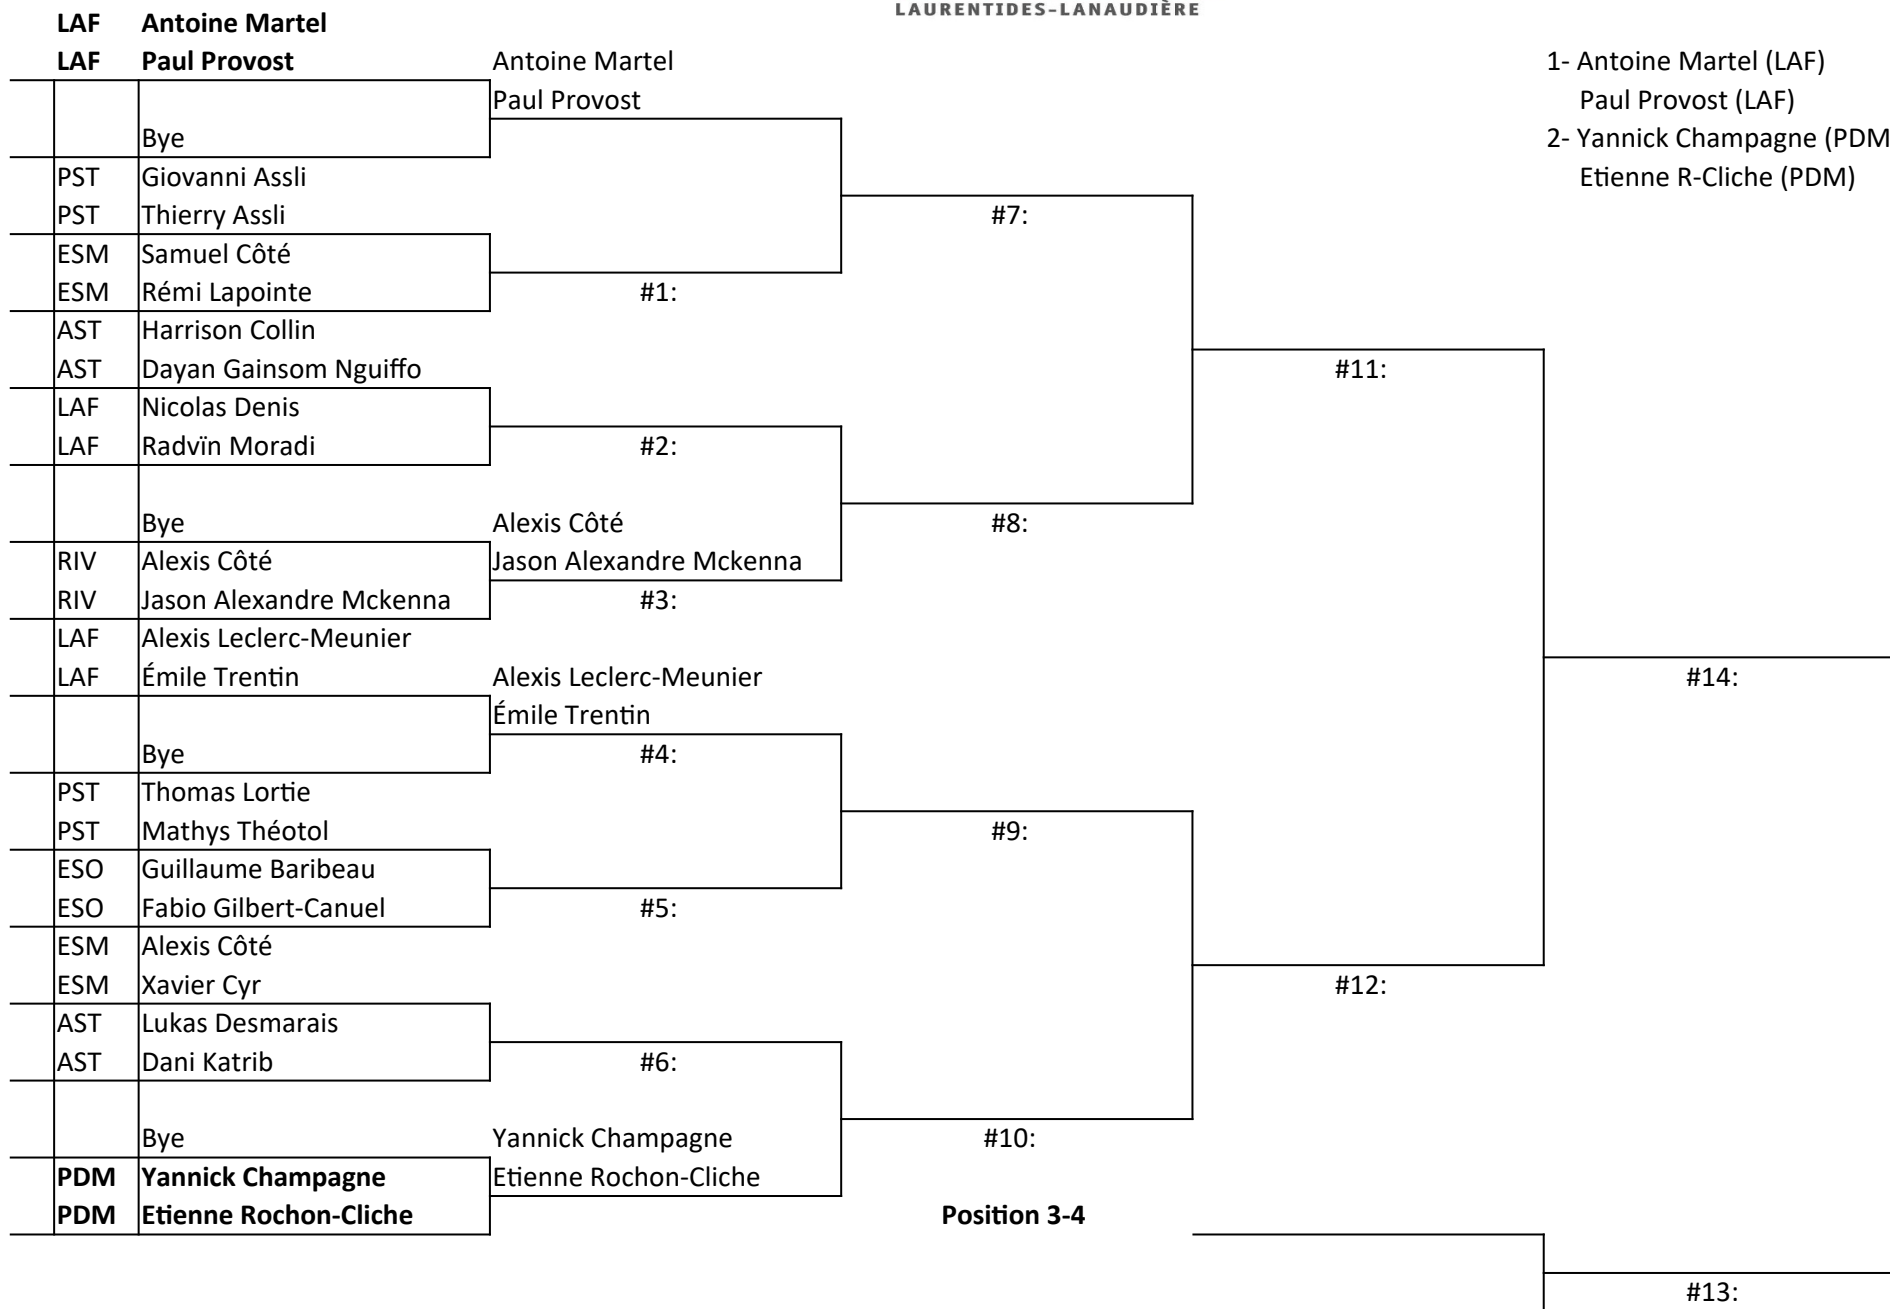 LAURENTIDES-LANAUDIÈRE
LAF Antoine Martel
LAF Paul Provost Antoine Martel 1- Antoine Martel (LAF)
Paul Provost Paul Provost (LAF)
Bye 2- Yannick Champagne (PDM
PST Giovanni Assli Etienne R-Cliche (PDM)
PST Thierry Assli #7:
ESM Samuel Côté
ESM Rémi Lapointe #1:
AST Harrison Collin
AST Dayan Gainsom Nguiffo #11:
LAF Nicolas Denis
LAF Radvïn Moradi #2:
Bye Alexis Côté #8:
RIV Alexis Côté Jason Alexandre Mckenna
RIV Jason Alexandre Mckenna #3:
LAF Alexis Leclerc-Meunier
LAF Émile Trentin Alexis Leclerc-Meunier #14:
Émile Trentin
Bye #4:
PST Thomas Lortie
PST Mathys Théotol #9:
ESO Guillaume Baribeau
ESO Fabio Gilbert-Canuel #5:
ESM Alexis Côté
ESM Xavier Cyr #12:
AST Lukas Desmarais
AST Dani Katrib #6:
Bye Yannick Champagne #10:
PDM Yannick Champagne Etienne Rochon-Cliche
PDM Etienne Rochon-Cliche Position 3-4
#13: